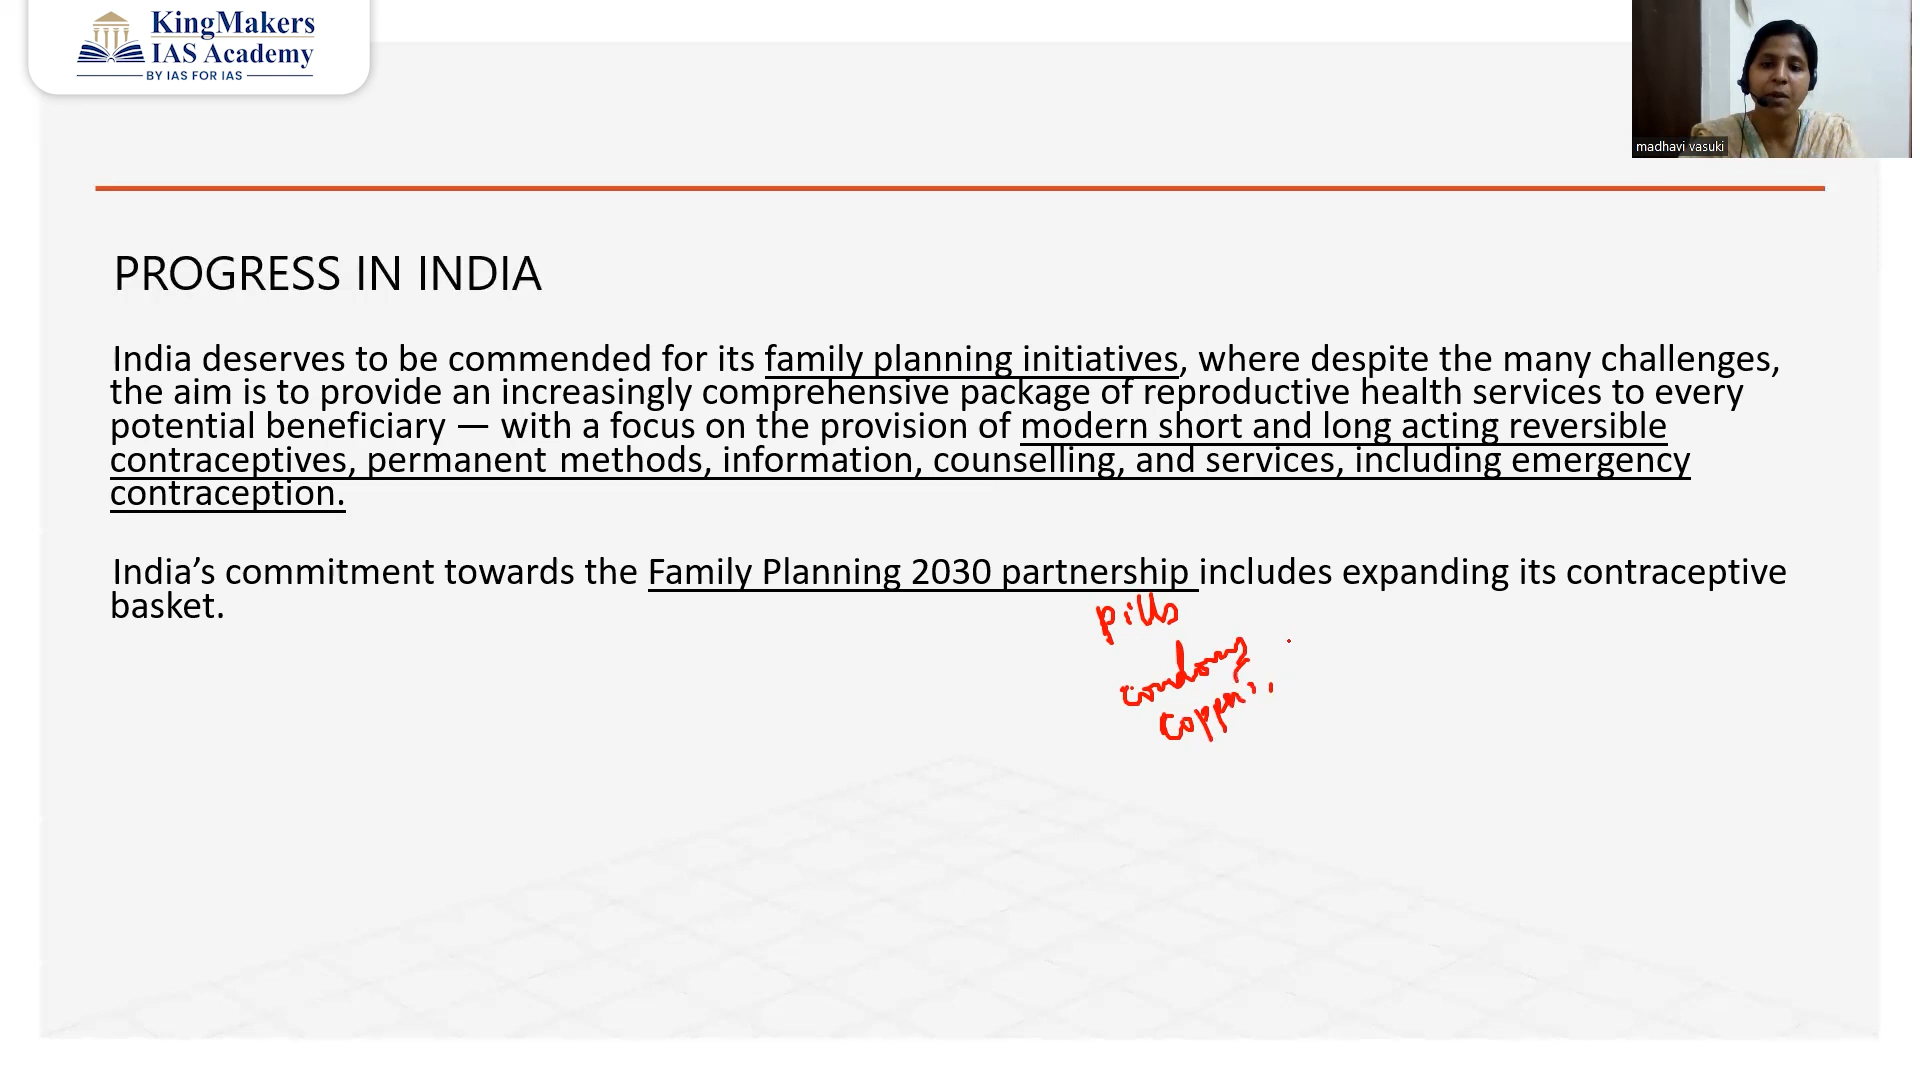 KingMakers
IAS Academy
BY IAS FOR IAS
madhavi vasuki
PROGRESS IN INDIA
India deserves to be commended for its family planning initiatives, where despite the many challenges,
the aim is to provide an increasingly comprehensive package of reproductive health services to every
potential beneficiary — with a focus on the provision of modern short and long acting reversible
contraceptives, permanent methods, information, counselling, and services, including emergency
contraception.
India’s commitment towards the Family Planning 2030 partnership includes expanding its contraceptive
basket.
pills
condoms